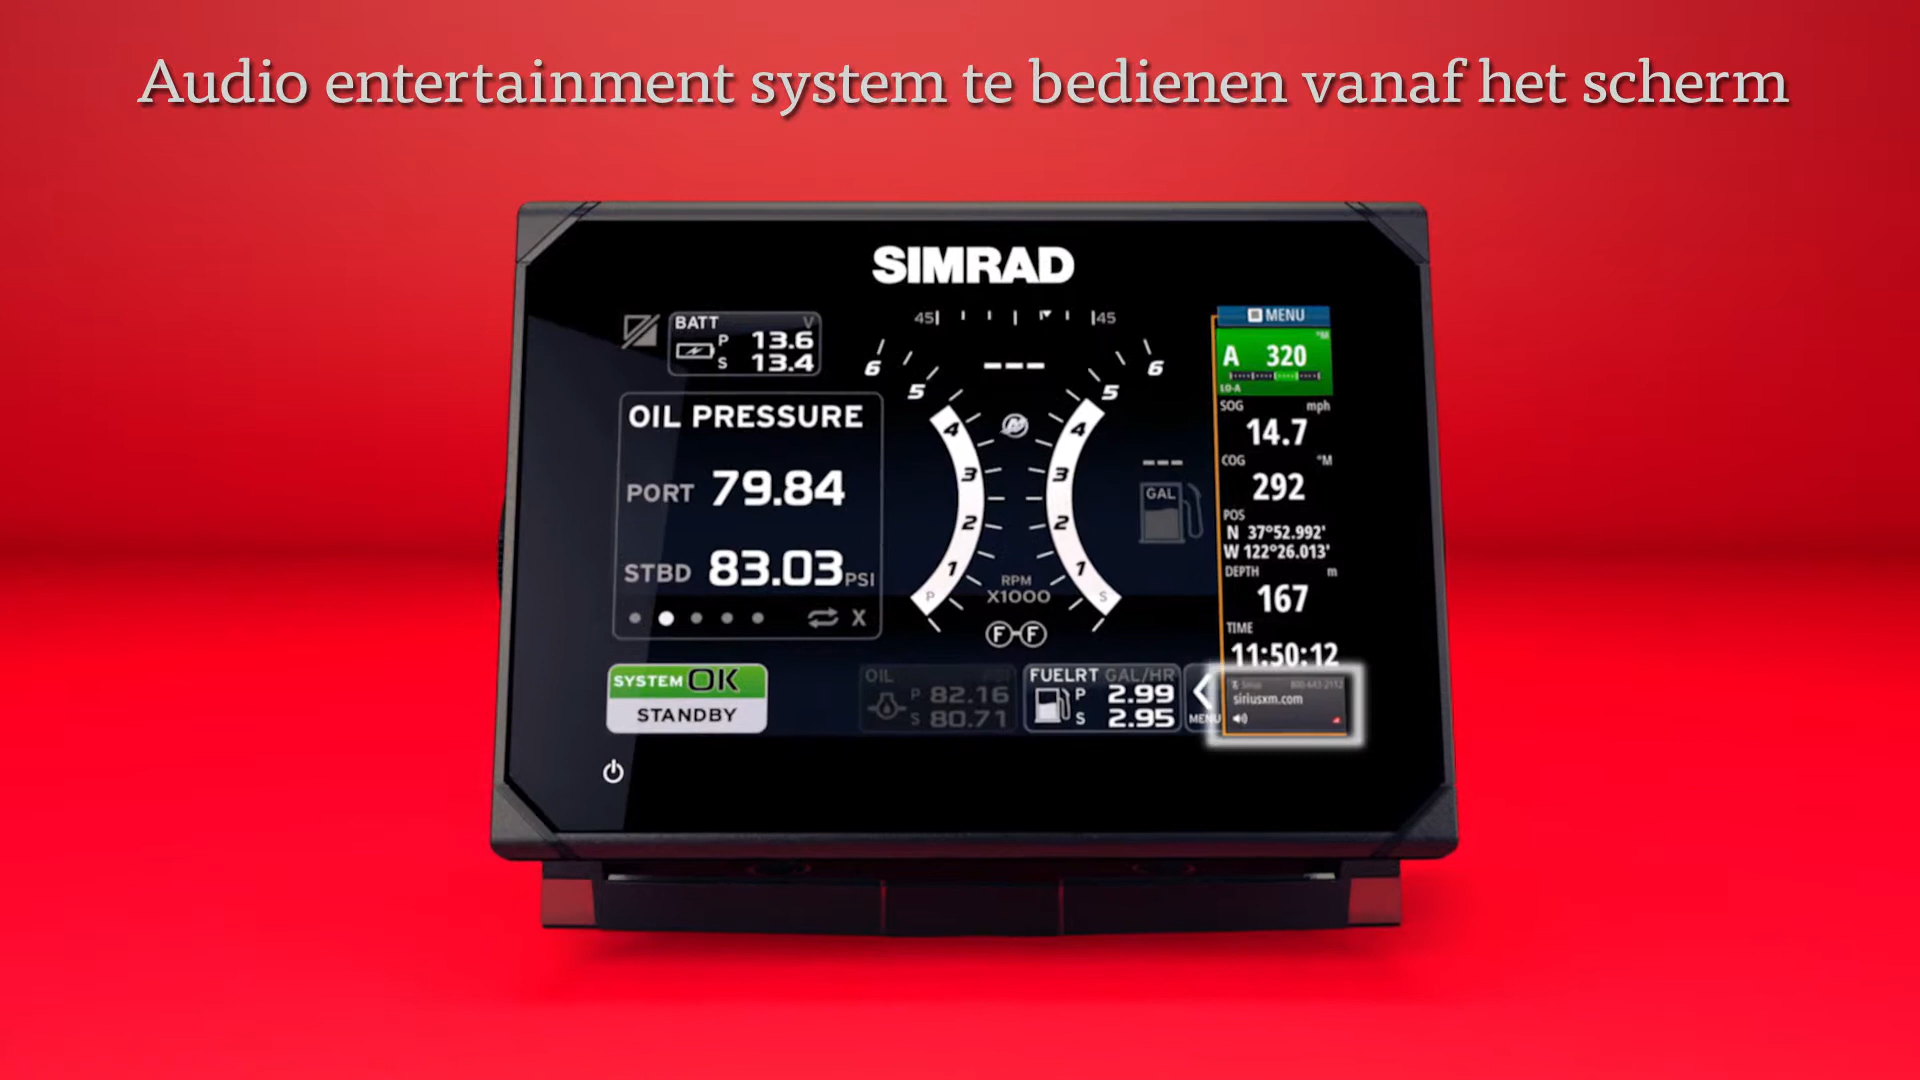 Audio entertainment system te bedienen vanaf het scherm
SIMRAD
BATT V
P 13.6
S 13.4
OIL PRESSURE
PORT 79.84
STBD 83.03 PSI
X
SYSTEM OK
STANDBY
45 45
6 6
5 5
4 4
3 3
2 2
1 1
P S
RPM
X1000
F-F
---
---
GAL
OIL
P 82.16
S 80.71
FUELRT GAL/HR
P 2.99
S 2.95
MENU
MENU
°M
A 320
LO-A
SOG mph
14.7
COG °M
292
POS
N 37°52.992'
W 122°26.013'
DEPTH m
167
TIME
11:50:12
siriusxm.com